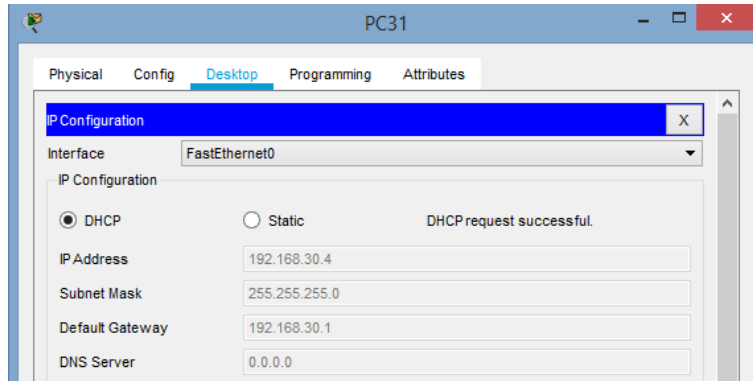 PC31
Physical Config Desktop Programming Attributes
IP Configuration X
Interface FastEthernet0
IP Configuration
DHCP Static DHCP request successful.
IP Address 192.168.30.4
Subnet Mask 255.255.255.0
Default Gateway 192.168.30.1
DNS Server 0.0.0.0